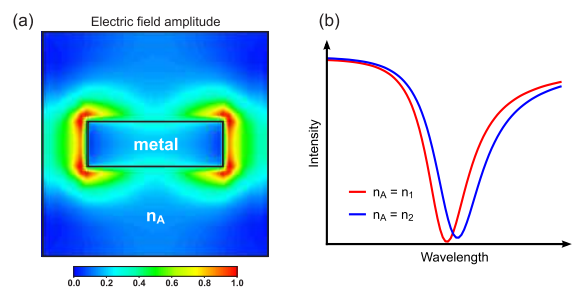 (a)
Electric field amplitude
metal
nA
0.0 0.2 0.4 0.6 0.8 1.0
(b)
Intensity
nA = n1
nA = n2
Wavelength